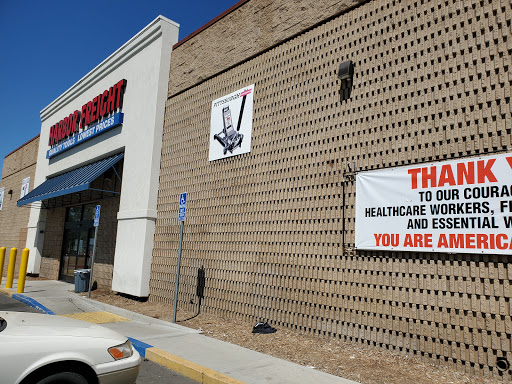 HARBOR FREIGHT
QUALITY TOOLS LOWEST PRICES
PITTSBURGH
THANK
TO OUR COURAG
HEALTHCARE WORKERS, F
AND ESSENTIAL W
YOU ARE AMERICA